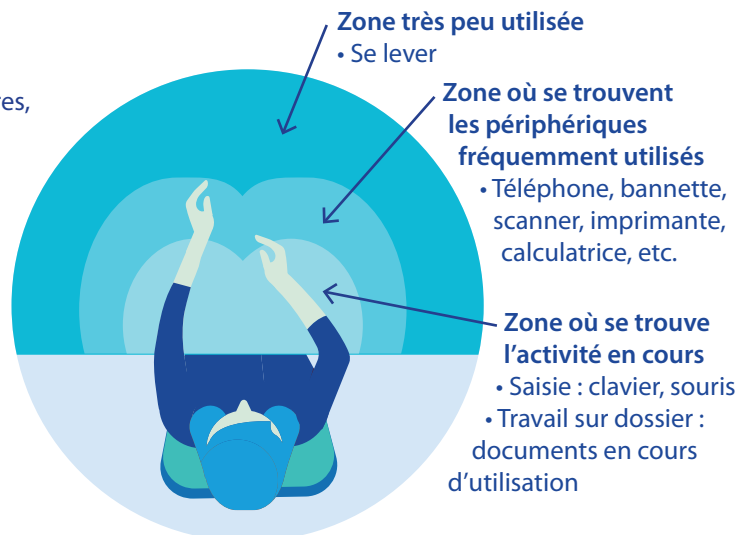 Zone très peu utilisée
• Se lever
Zone où se trouvent
les périphériques
fréquemment utilisés
• Téléphone, bannette,
scanner, imprimante,
calculatrice, etc.
Zone où se trouve
l’activité en cours
• Saisie : clavier, souris
• Travail sur dossier :
documents en cours
d’utilisation